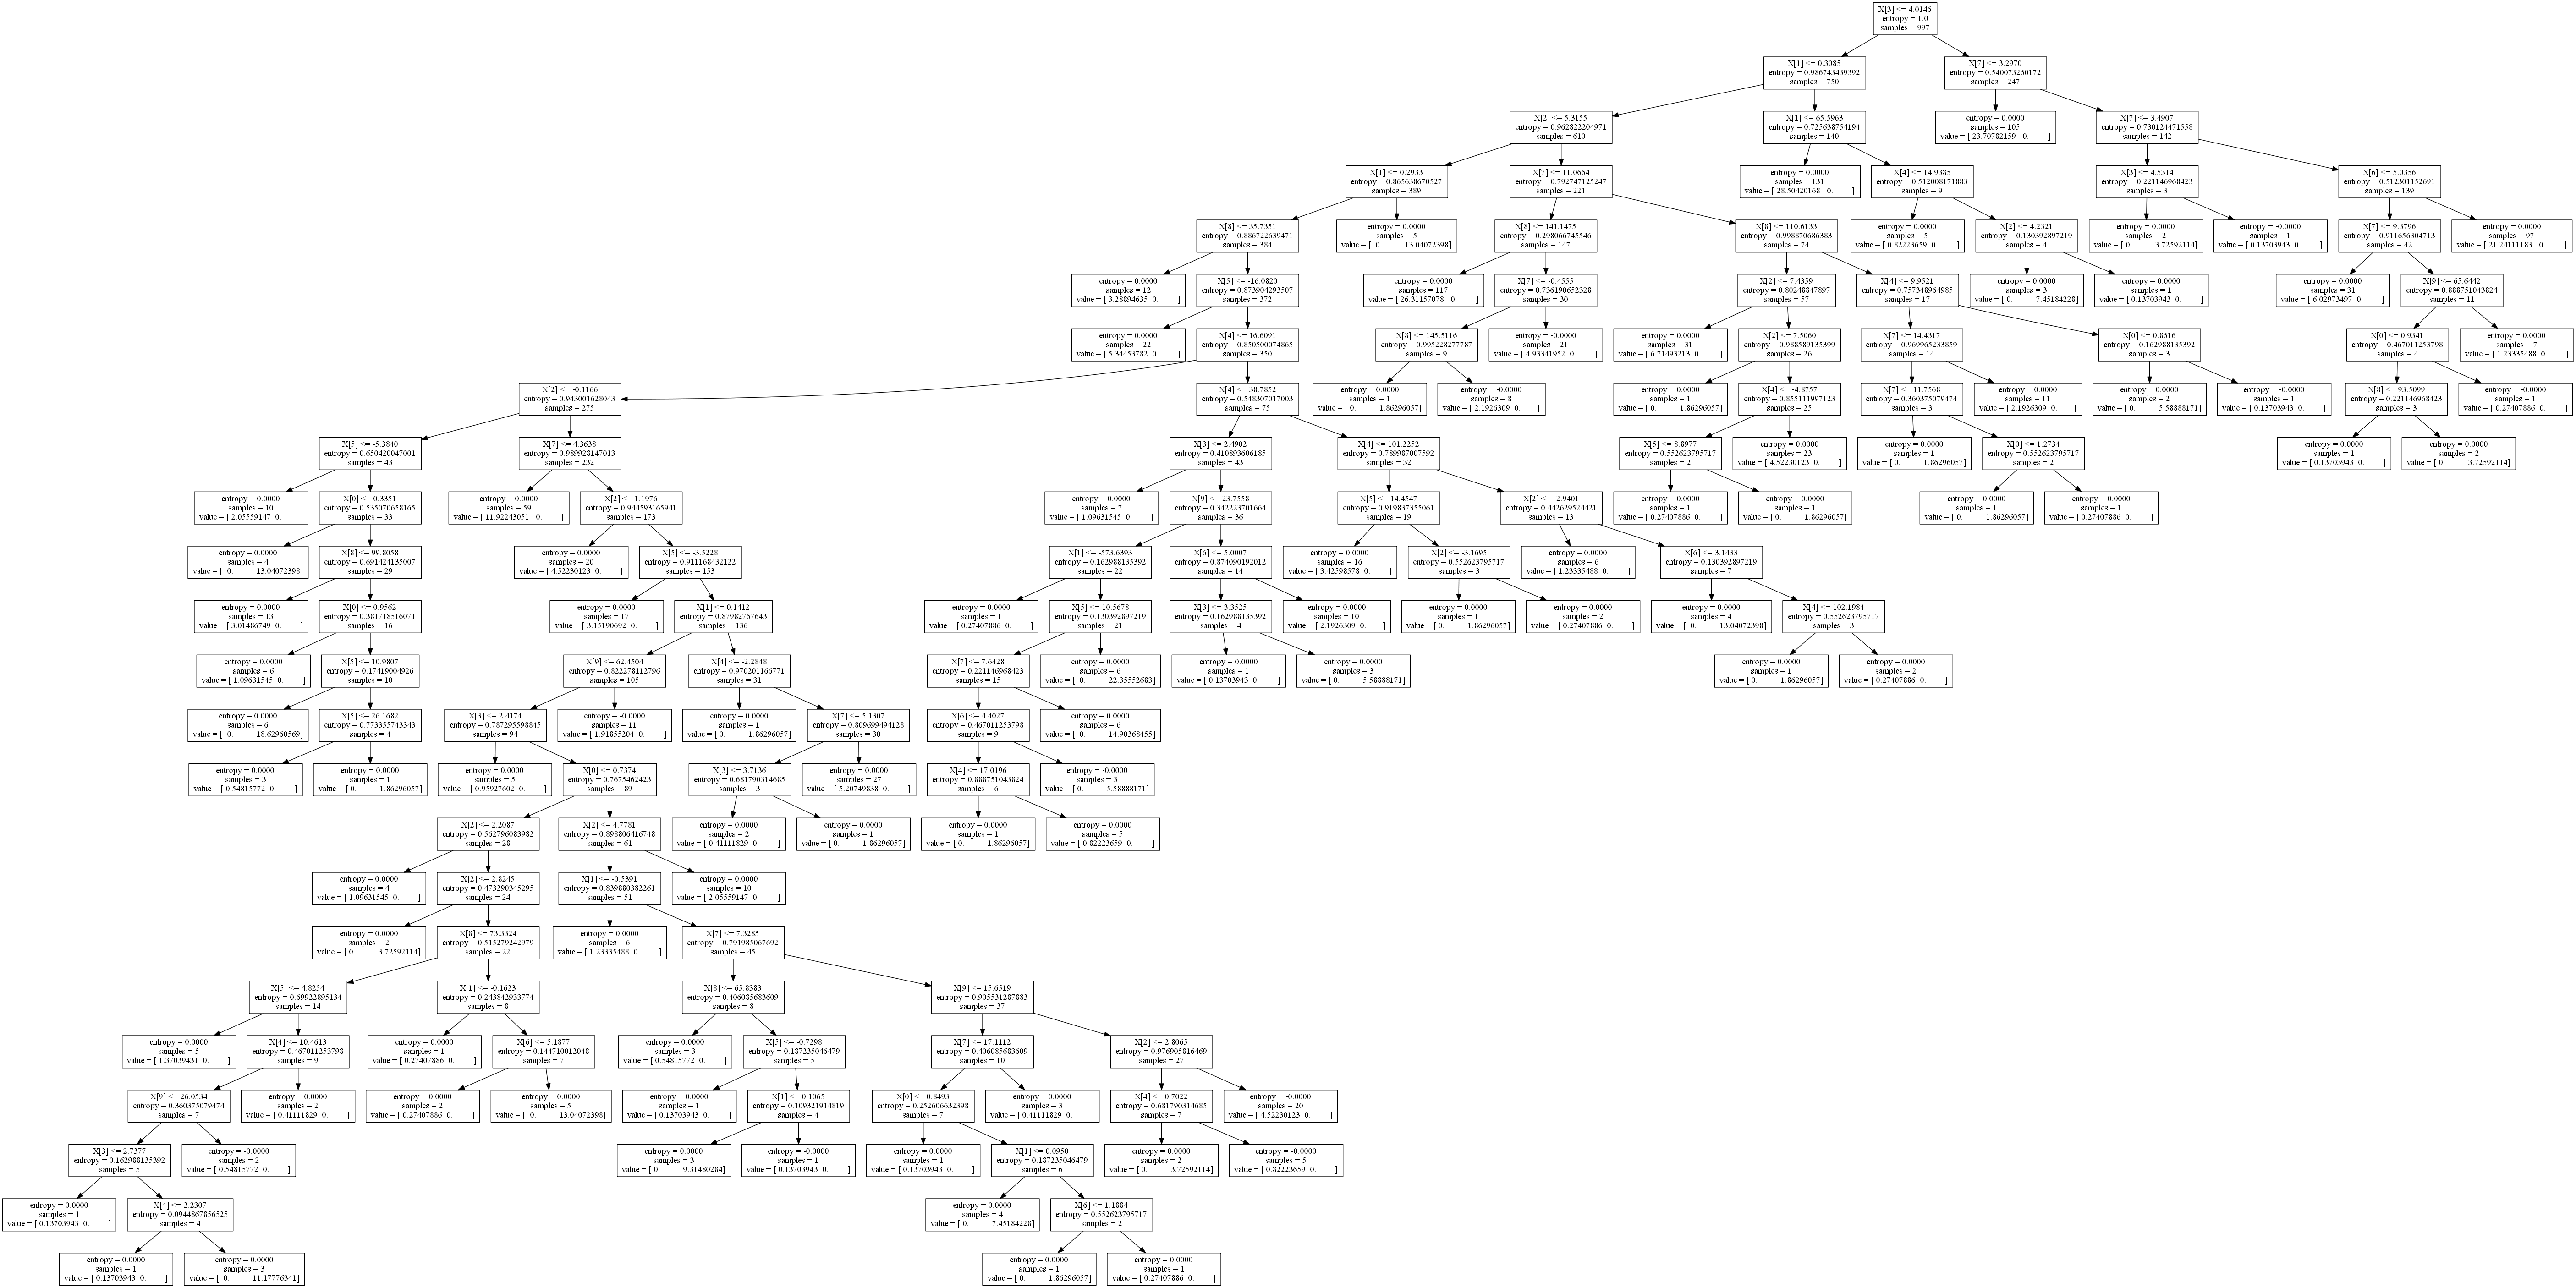 X[3] <= 4.0146
entropy = 1.0
samples = 997
X[1] <= 0.3085
entropy = 0.986743439392
samples = 750
X[7] <= 3.2970
entropy = 0.540073260172
samples = 247
X[2] <= 5.3155
entropy = 0.962822204971
samples = 610
X[1] <= 65.5963
entropy = 0.725638754194
samples = 140
entropy = 0.0000
samples = 105
value = [ 23.70782159 0. ]
X[7] <= 3.4907
entropy = 0.730124471558
samples = 142
X[1] <= 0.2933
entropy = 0.865638670527
samples = 389
X[7] <= 11.0664
entropy = 0.792747125247
samples = 221
entropy = 0.0000
samples = 131
value = [ 28.50420168 0. ]
X[4] <= 14.9385
entropy = 0.512008171883
samples = 9
X[3] <= 4.5314
entropy = 0.221146968423
samples = 3
X[6] <= 5.0356
entropy = 0.512301152691
samples = 139
X[8] <= 35.7351
entropy = 0.886722639471
samples = 384
entropy = 0.0000
samples = 5
value = [ 0. 13.04072398]
X[8] <= 141.1475
entropy = 0.298066745546
samples = 147
X[8] <= 110.6133
entropy = 0.998870686383
samples = 74
entropy = 0.0000
samples = 5
value = [ 0.82223659 0. ]
X[2] <= 4.2321
entropy = 0.130392897219
samples = 4
entropy = 0.0000
samples = 2
value = [ 0. 3.72592114]
entropy = -0.0000
samples = 1
value = [ 0.13703943 0. ]
X[7] <= 9.3796
entropy = 0.911656304713
samples = 42
entropy = 0.0000
samples = 97
value = [ 21.24111183 0. ]
entropy = 0.0000
samples = 12
value = [ 3.28894635 0. ]
X[5] <= -16.0820
entropy = 0.873904293507
samples = 372
entropy = 0.0000
samples = 117
value = [ 26.31157078 0. ]
X[7] <= -0.4555
entropy = 0.736190652328
samples = 30
X[2] <= 7.4359
entropy = 0.80248847897
samples = 57
X[4] <= 9.9521
entropy = 0.757348964985
samples = 17
entropy = 0.0000
samples = 3
value = [ 0. 7.45184228]
entropy = 0.0000
samples = 1
value = [ 0.13703943 0. ]
entropy = 0.0000
samples = 31
value = [ 6.02973497 0. ]
X[9] <= 65.6442
entropy = 0.888751043824
samples = 11
entropy = 0.0000
samples = 22
value = [ 5.34453782 0. ]
X[4] <= 16.6091
entropy = 0.850500074865
samples = 350
X[8] <= 145.5116
entropy = 0.995228277787
samples = 9
entropy = -0.0000
samples = 21
value = [ 4.93341952 0. ]
entropy = 0.0000
samples = 31
value = [ 6.71493213 0. ]
X[2] <= 7.5060
entropy = 0.988589135399
samples = 26
X[7] <= 14.4317
entropy = 0.969965233859
samples = 14
X[0] <= 0.8616
entropy = 0.162988135392
samples = 3
X[0] <= 0.9341
entropy = 0.467011253798
samples = 4
entropy = 0.0000
samples = 7
value = [ 1.23335488 0. ]
X[2] <= -0.1166
entropy = 0.943001628043
samples = 275
X[4] <= 38.7852
entropy = 0.548307017003
samples = 75
entropy = 0.0000
samples = 1
value = [ 0. 1.86296057]
entropy = -0.0000
samples = 8
value = [ 2.1926309 0. ]
entropy = 0.0000
samples = 1
value = [ 0. 1.86296057]
X[4] <= -4.8757
entropy = 0.855111997123
samples = 25
X[7] <= 11.7568
entropy = 0.360375079474
samples = 3
entropy = 0.0000
samples = 11
value = [ 2.1926309 0. ]
entropy = 0.0000
samples = 2
value = [ 0. 5.58888171]
entropy = -0.0000
samples = 1
value = [ 0.13703943 0. ]
X[8] <= 93.5099
entropy = 0.221146968423
samples = 3
entropy = -0.0000
samples = 1
value = [ 0.27407886 0. ]
X[5] <= -5.3840
entropy = 0.650420047001
samples = 43
X[7] <= 4.3638
entropy = 0.989928147013
samples = 232
X[3] <= 2.4902
entropy = 0.410893606185
samples = 43
X[4] <= 101.2252
entropy = 0.789987007592
samples = 32
X[5] <= 8.8977
entropy = 0.552623795717
samples = 2
entropy = 0.0000
samples = 23
value = [ 4.52230123 0. ]
entropy = 0.0000
samples = 1
value = [ 0. 1.86296057]
X[0] <= 1.2734
entropy = 0.552623795717
samples = 2
entropy = 0.0000
samples = 1
value = [ 0.13703943 0. ]
entropy = 0.0000
samples = 2
value = [ 0. 3.72592114]
entropy = 0.0000
samples = 10
value = [ 2.05559147 0. ]
X[0] <= 0.3351
entropy = 0.535070658165
samples = 33
entropy = 0.0000
samples = 59
value = [ 11.92243051 0. ]
X[2] <= 1.1976
entropy = 0.944593165941
samples = 173
entropy = 0.0000
samples = 7
value = [ 1.09631545 0. ]
X[9] <= 23.7558
entropy = 0.342223701664
samples = 36
X[5] <= 14.4547
entropy = 0.919837355061
samples = 19
X[2] <= -2.9401
entropy = 0.442629524421
samples = 13
entropy = 0.0000
samples = 1
value = [ 0.27407886 0. ]
entropy = 0.0000
samples = 1
value = [ 0. 1.86296057]
entropy = 0.0000
samples = 1
value = [ 0. 1.86296057]
entropy = 0.0000
samples = 1
value = [ 0.27407886 0. ]
entropy = 0.0000
samples = 4
value = [ 0. 13.04072398]
X[8] <= 99.8058
entropy = 0.691424135007
samples = 29
entropy = 0.0000
samples = 20
value = [ 4.52230123 0. ]
X[5] <= -3.5228
entropy = 0.911168432122
samples = 153
X[1] <= -573.6393
entropy = 0.162988135392
samples = 22
X[6] <= 5.0007
entropy = 0.874090192012
samples = 14
entropy = 0.0000
samples = 16
value = [ 3.42598578 0. ]
X[2] <= -3.1695
entropy = 0.552623795717
samples = 3
entropy = 0.0000
samples = 6
value = [ 1.23335488 0. ]
X[6] <= 3.1433
entropy = 0.130392897219
samples = 7
entropy = 0.0000
samples = 13
value = [ 3.01486749 0. ]
X[0] <= 0.9562
entropy = 0.381718516071
samples = 16
entropy = 0.0000
samples = 17
value = [ 3.15190692 0. ]
X[1] <= 0.1412
entropy = 0.87982767643
samples = 136
entropy = 0.0000
samples = 1
value = [ 0.27407886 0. ]
X[5] <= 10.5678
entropy = 0.130392897219
samples = 21
X[3] <= 3.3525
entropy = 0.162988135392
samples = 4
entropy = 0.0000
samples = 10
value = [ 2.1926309 0. ]
entropy = 0.0000
samples = 1
value = [ 0. 1.86296057]
entropy = 0.0000
samples = 2
value = [ 0.27407886 0. ]
entropy = 0.0000
samples = 4
value = [ 0. 13.04072398]
X[4] <= 102.1984
entropy = 0.552623795717
samples = 3
entropy = 0.0000
samples = 6
value = [ 1.09631545 0. ]
X[5] <= 10.9807
entropy = 0.17419004926
samples = 10
X[9] <= 62.4504
entropy = 0.822278112796
samples = 105
X[4] <= -2.2848
entropy = 0.970201166771
samples = 31
X[7] <= 7.6428
entropy = 0.221146968423
samples = 15
entropy = 0.0000
samples = 6
value = [ 0. 22.35552683]
entropy = 0.0000
samples = 1
value = [ 0.13703943 0. ]
entropy = 0.0000
samples = 3
value = [ 0. 5.58888171]
entropy = 0.0000
samples = 1
value = [ 0. 1.86296057]
entropy = 0.0000
samples = 2
value = [ 0.27407886 0. ]
entropy = 0.0000
samples = 6
value = [ 0. 18.62960569]
X[5] <= 26.1682
entropy = 0.773355743343
samples = 4
X[3] <= 2.4174
entropy = 0.787295598845
samples = 94
entropy = -0.0000
samples = 11
value = [ 1.91855204 0. ]
entropy = 0.0000
samples = 1
value = [ 0. 1.86296057]
X[7] <= 5.1307
entropy = 0.809699494128
samples = 30
X[6] <= 4.4027
entropy = 0.467011253798
samples = 9
entropy = 0.0000
samples = 6
value = [ 0. 14.90368455]
entropy = 0.0000
samples = 3
value = [ 0.54815772 0. ]
entropy = 0.0000
samples = 1
value = [ 0. 1.86296057]
entropy = 0.0000
samples = 5
value = [ 0.95927602 0. ]
X[0] <= 0.7374
entropy = 0.7675462423
samples = 89
X[3] <= 3.7136
entropy = 0.681790314685
samples = 3
entropy = 0.0000
samples = 27
value = [ 5.20749838 0. ]
X[4] <= 17.0196
entropy = 0.888751043824
samples = 6
entropy = -0.0000
samples = 3
value = [ 0. 5.58888171]
X[2] <= 2.2087
entropy = 0.562796083982
samples = 28
X[2] <= 4.7781
entropy = 0.898806416748
samples = 61
entropy = 0.0000
samples = 2
value = [ 0.41111829 0. ]
entropy = 0.0000
samples = 1
value = [ 0. 1.86296057]
entropy = 0.0000
samples = 1
value = [ 0. 1.86296057]
entropy = 0.0000
samples = 5
value = [ 0.82223659 0. ]
entropy = 0.0000
samples = 4
value = [ 1.09631545 0. ]
X[2] <= 2.8245
entropy = 0.473290345295
samples = 24
X[1] <= -0.5391
entropy = 0.839880382261
samples = 51
entropy = 0.0000
samples = 10
value = [ 2.05559147 0. ]
entropy = 0.0000
samples = 2
value = [ 0. 3.72592114]
X[8] <= 73.3324
entropy = 0.515279242979
samples = 22
entropy = 0.0000
samples = 6
value = [ 1.23335488 0. ]
X[7] <= 7.3285
entropy = 0.791985067692
samples = 45
X[5] <= 4.8254
entropy = 0.69922895134
samples = 14
X[1] <= -0.1623
entropy = 0.243842933774
samples = 8
X[8] <= 65.8383
entropy = 0.406085683609
samples = 8
X[9] <= 15.6519
entropy = 0.905531287883
samples = 37
entropy = 0.0000
samples = 5
value = [ 1.37039431 0. ]
X[4] <= 10.4613
entropy = 0.467011253798
samples = 9
entropy = 0.0000
samples = 1
value = [ 0.27407886 0. ]
X[6] <= 5.1877
entropy = 0.144710012048
samples = 7
entropy = 0.0000
samples = 3
value = [ 0.54815772 0. ]
X[5] <= -0.7298
entropy = 0.187235046479
samples = 5
X[7] <= 17.1112
entropy = 0.406085683609
samples = 10
X[2] <= 2.8065
entropy = 0.976905816469
samples = 27
X[9] <= 26.0534
entropy = 0.360375079474
samples = 7
entropy = 0.0000
samples = 2
value = [ 0.41111829 0. ]
entropy = 0.0000
samples = 2
value = [ 0.27407886 0. ]
entropy = 0.0000
samples = 5
value = [ 0. 13.04072398]
entropy = 0.0000
samples = 1
value = [ 0.13703943 0. ]
X[1] <= 0.1065
entropy = 0.109321914819
samples = 4
X[0] <= 0.8493
entropy = 0.252606632398
samples = 7
entropy = 0.0000
samples = 3
value = [ 0.41111829 0. ]
X[4] <= 0.7022
entropy = 0.681790314685
samples = 7
entropy = -0.0000
samples = 20
value = [ 4.52230123 0. ]
X[3] <= 2.7377
entropy = 0.162988135392
samples = 5
entropy = -0.0000
samples = 2
value = [ 0.54815772 0. ]
entropy = 0.0000
samples = 3
value = [ 0. 9.31480284]
entropy = -0.0000
samples = 1
value = [ 0.13703943 0. ]
entropy = 0.0000
samples = 1
value = [ 0.13703943 0. ]
X[1] <= 0.0950
entropy = 0.187235046479
samples = 6
entropy = 0.0000
samples = 2
value = [ 0. 3.72592114]
entropy = -0.0000
samples = 5
value = [ 0.82223659 0. ]
entropy = 0.0000
samples = 1
value = [ 0.13703943 0. ]
X[4] <= 2.2307
entropy = 0.0944867856525
samples = 4
entropy = 0.0000
samples = 4
value = [ 0. 7.45184228]
X[6] <= 1.1884
entropy = 0.552623795717
samples = 2
entropy = 0.0000
samples = 1
value = [ 0.13703943 0. ]
entropy = 0.0000
samples = 3
value = [ 0. 11.17776341]
entropy = 0.0000
samples = 1
value = [ 0. 1.86296057]
entropy = 0.0000
samples = 1
value = [ 0.27407886 0. ]